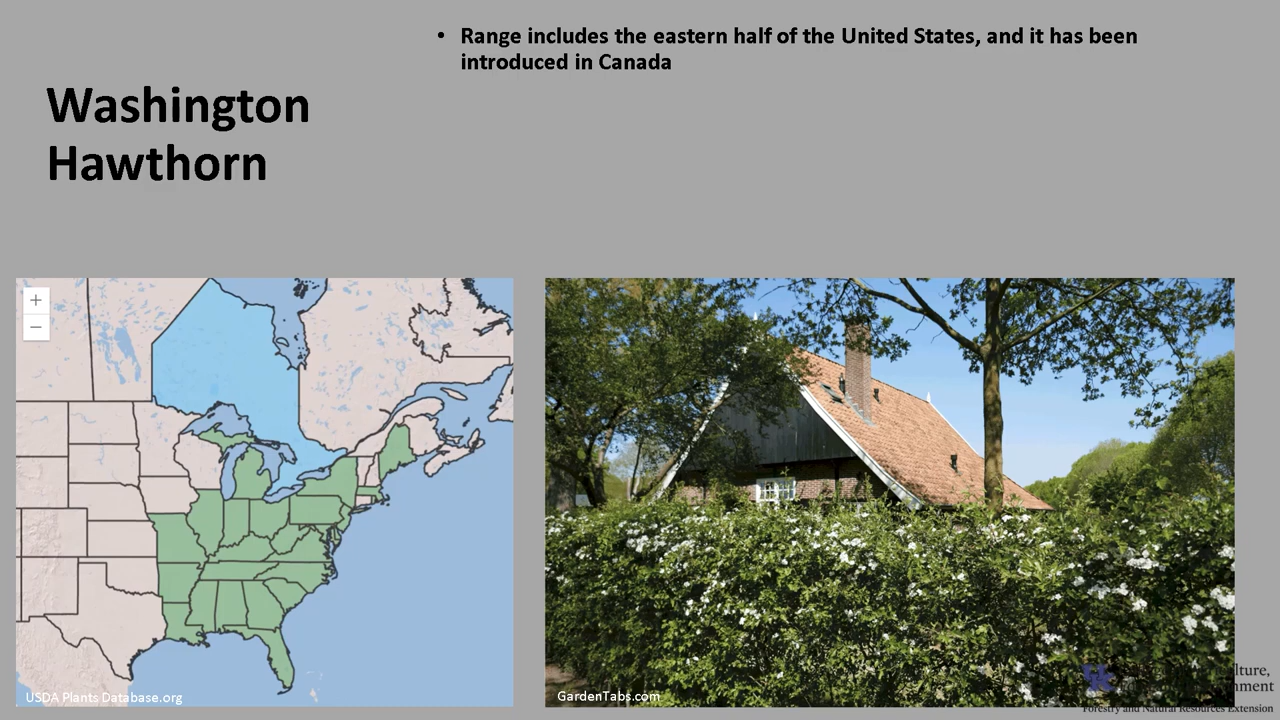 • Range includes the eastern half of the United States, and it has been
introduced in Canada
Washington
Hawthorn
+
−
USDA Plants Database.org
GardenTabs.com
UK
lture,
nment
Forestry and Natural Resources Extension